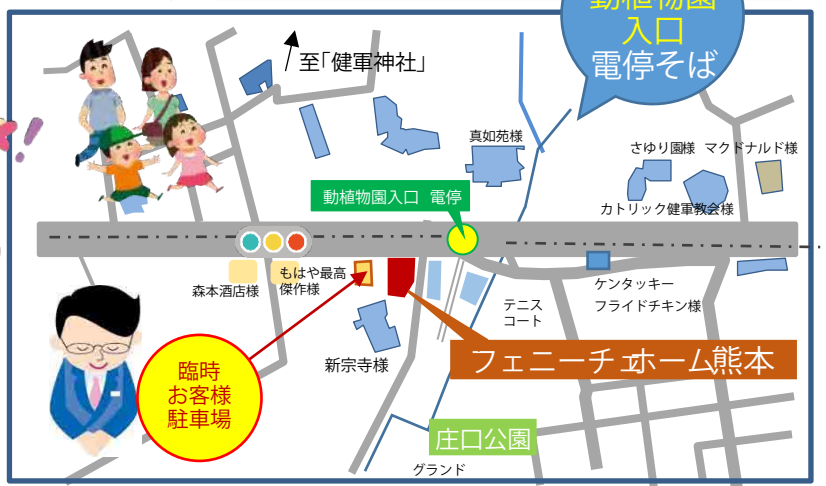 動植物園
入口
電停そば
至「健軍神社」
真如苑様
さゆり園様
マクドナルド様
動植物園入口 電停
カトリック健軍教会様
森本酒店様
もはや最高
傑作様
ケンタッキー
フライドチキン様
テニス
コート
新宗寺様
フェニーチェホーム熊本
臨時
お客様
駐車場
庄口公園
グランド